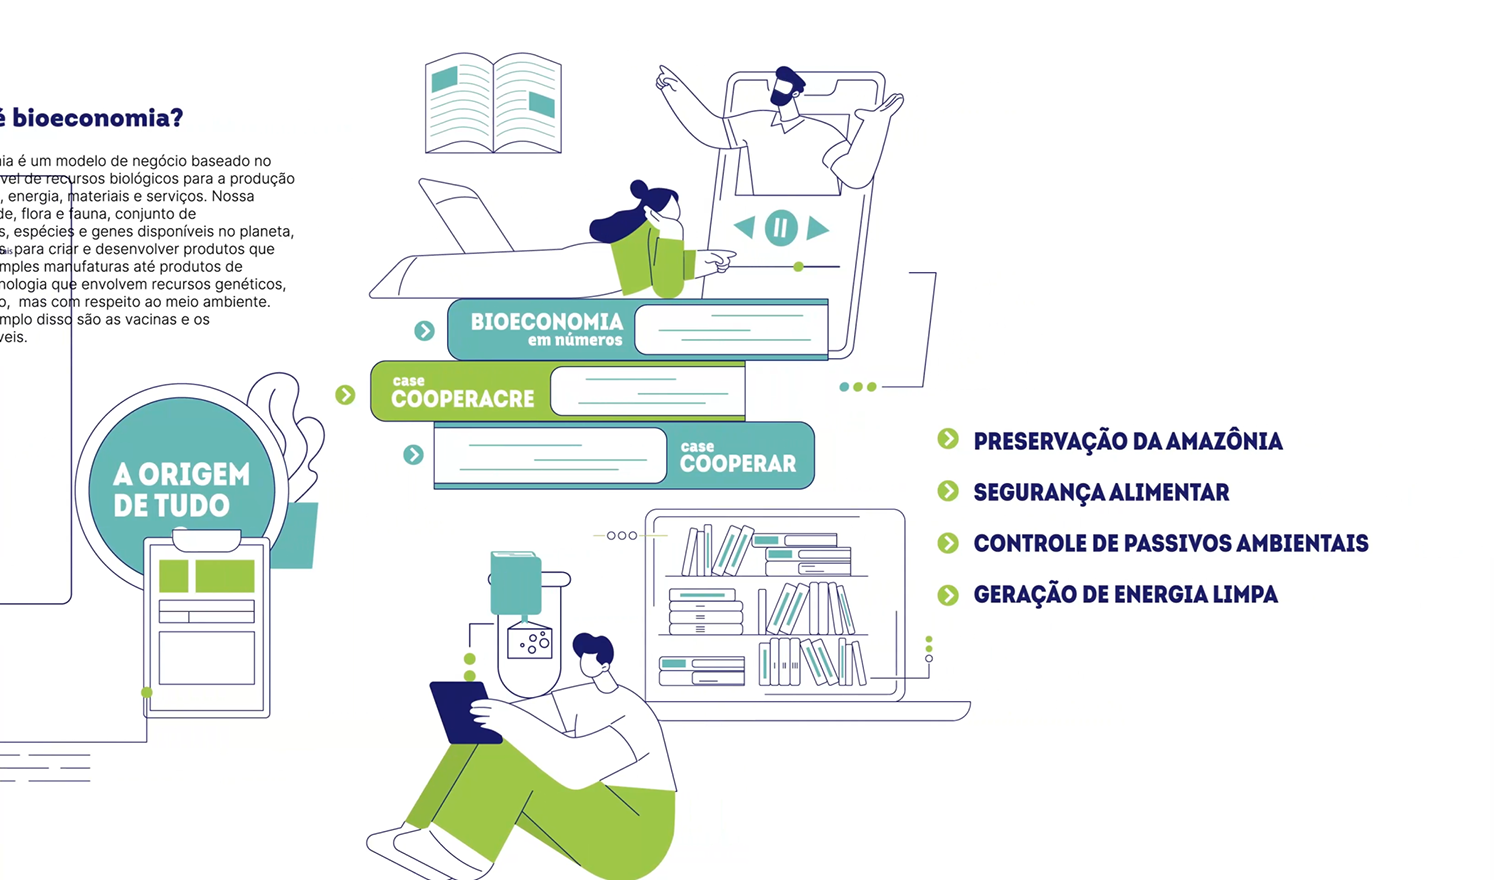 é bioeconomia?
ia é um modelo de negócio baseado no
vel de recursos biológicos para a produção
, energia, materiais e serviços. Nossa
de, flora e fauna, conjunto de
s, espécies e genes disponíveis no planeta,
s, para criar e desenvolver produtos que
mples manufaturas até produtos de
nologia que envolvem recursos genéticos,
o, mas com respeito ao meio ambiente.
mplo disso são as vacinas e os
veis.
A ORIGEM
DE TUDO
BIOECONOMIA
em números
case
COOPERACRE
case
COOPERAR
PRESERVAÇÃO DA AMAZÔNIA
SEGURANÇA ALIMENTAR
CONTROLE DE PASSIVOS AMBIENTAIS
GERAÇÃO DE ENERGIA LIMPA